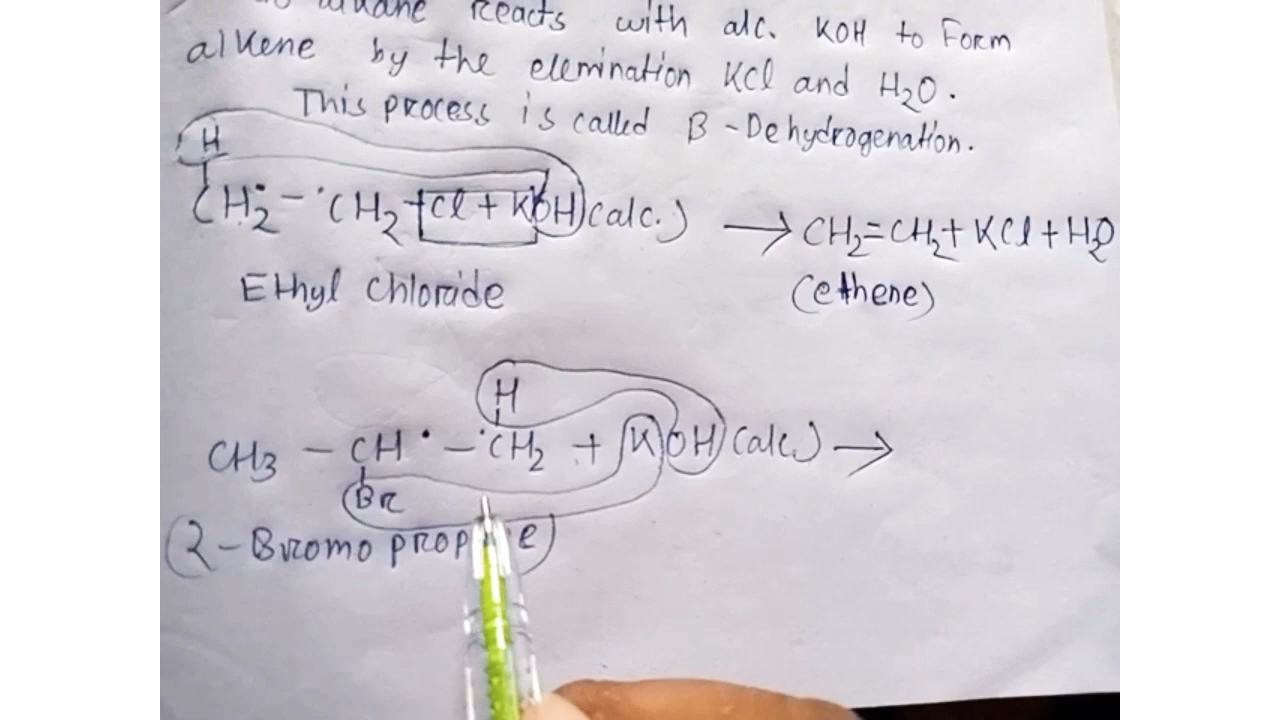 Reacts with alc. KOH to Form
alkene by the elemination KCl and H2O.
This process is called B-Dehydrogenation.
H
CH2 - CH2 - Cl + KOH (alc.) → CH2=CH2 + KCl + H2O
Ethyl Chloride (ethene)
H
CH3 - CH - CH2 + KOH (alc.) →
Br
(2-Bromo